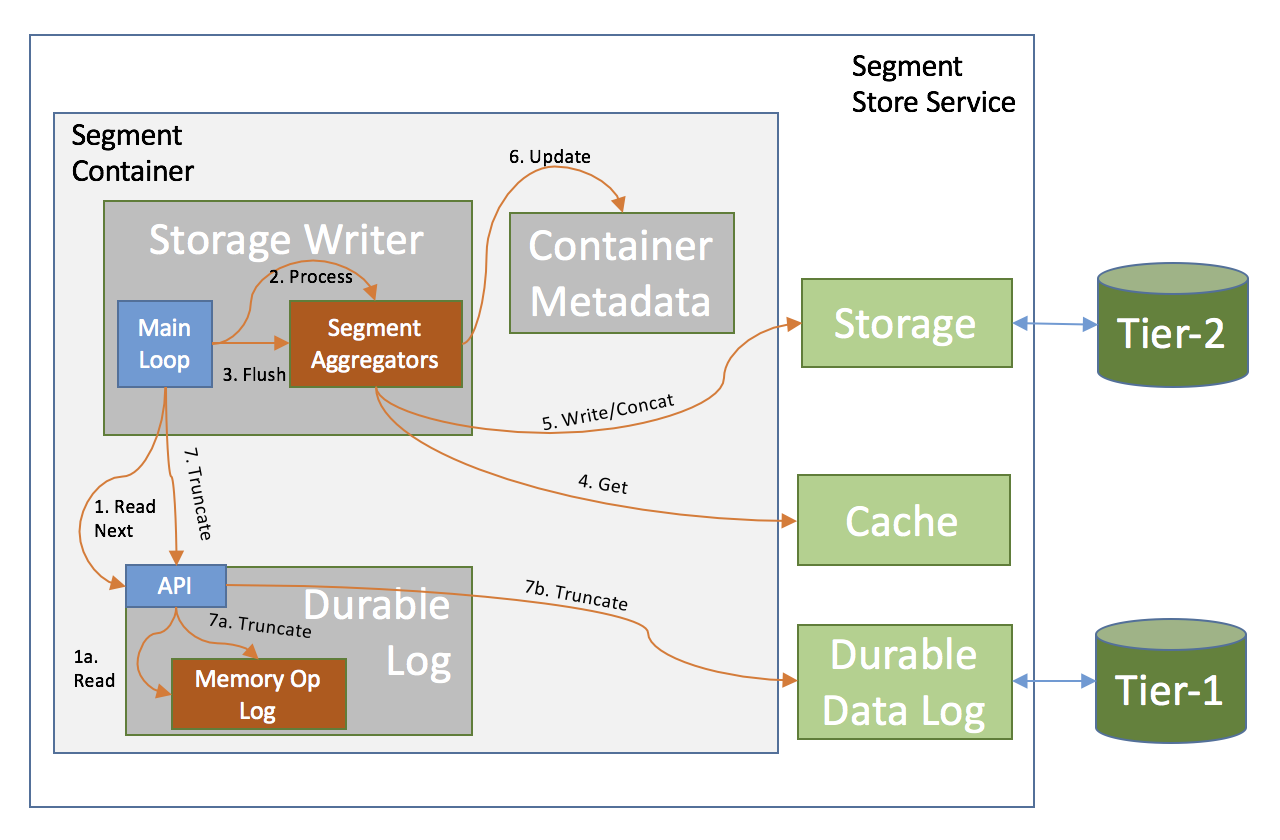 Segment
Store Service
Segment
Container
6. Update
Storage Writer
Container
Metadata
2. Process
Main
Loop
Segment
Aggregators
3. Flush
Storage
Tier-2
5. Write/Concat
7. Truncate
4. Get
1. Read
Next
Cache
API
Durable
Log
7b. Truncate
7a. Truncate
1a.
Read
Memory Op
Log
Durable
Data Log
Tier-1